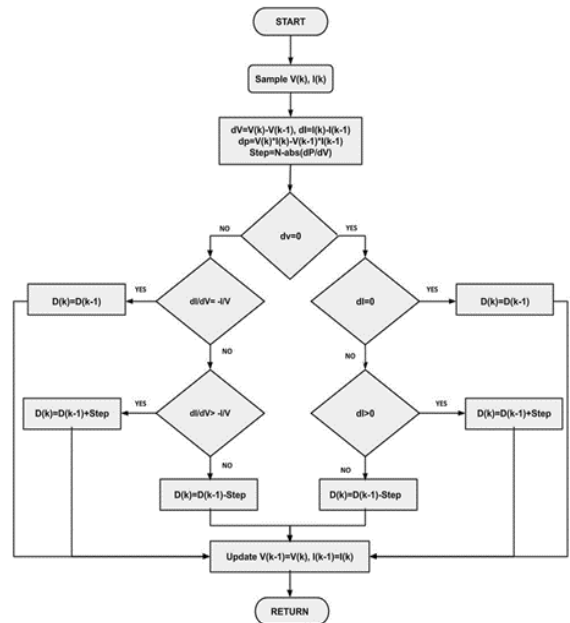 START
Sample V(k), I(k)
dV=V(k)-V(k-1), dI=I(k)-I(k-1)
dp=V(k)*I(k)-V(k-1)*I(k-1)
Step=N-abs(dP/dV)
NO
dv=0
YES
D(k)=D(k-1)
YES
dI/dV= -I/V
dI=0
YES
D(k)=D(k-1)
NO
NO
D(k)=D(k-1)+Step
YES
dI/dV> -I/V
dI>0
YES
D(k)=D(k-1)+Step
NO
NO
D(k)=D(k-1)-Step
D(k)=D(k-1)-Step
Update V(k-1)=V(k), I(k-1)=I(k)
RETURN